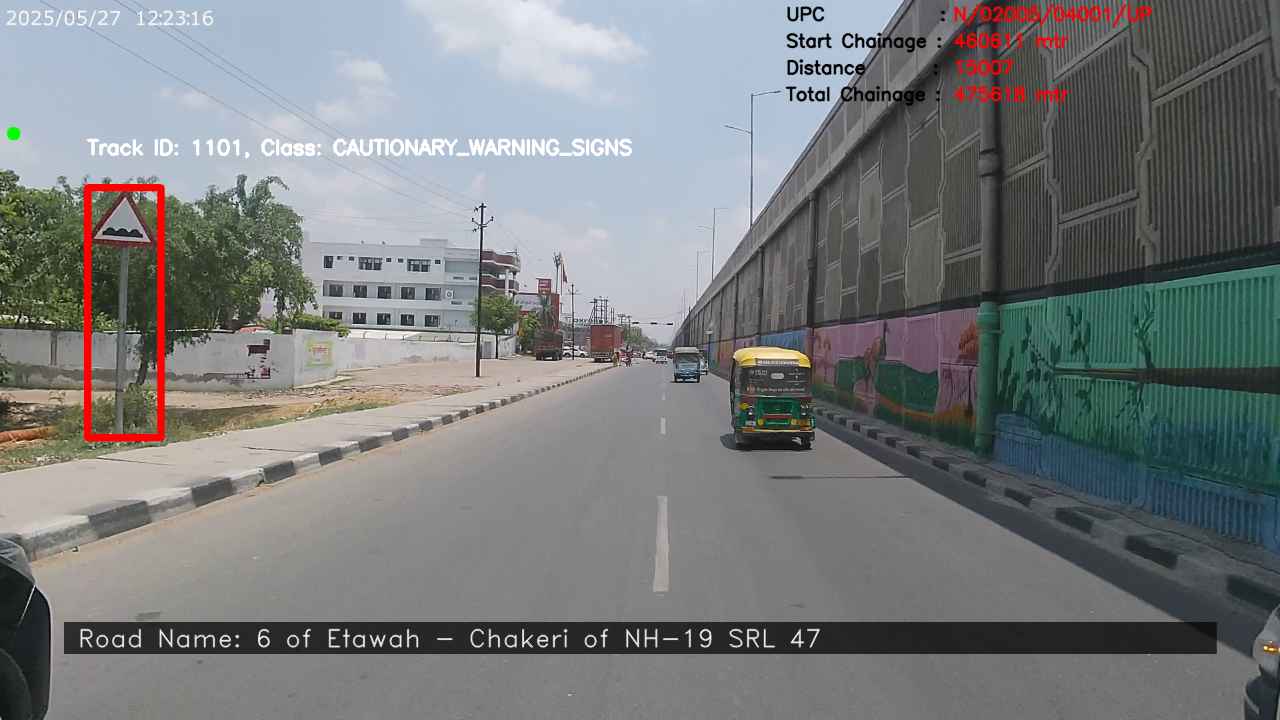 2025/05/27 12:23:16
UPC : N/02005/04001/UP
Start Chainage : 460611 mtr
Distance : 15007
Total Chainage : 475618 mtr
Track ID: 1101, Class: CAUTIONARY_WARNING_SIGNS
Road Name: 6 of Etawah - Chakeri of NH-19 SRL 47